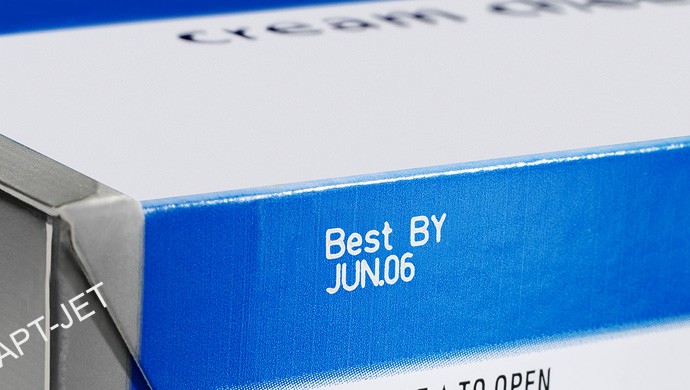 cream
Best BY
JUN.06
TO OPEN
APT-JET